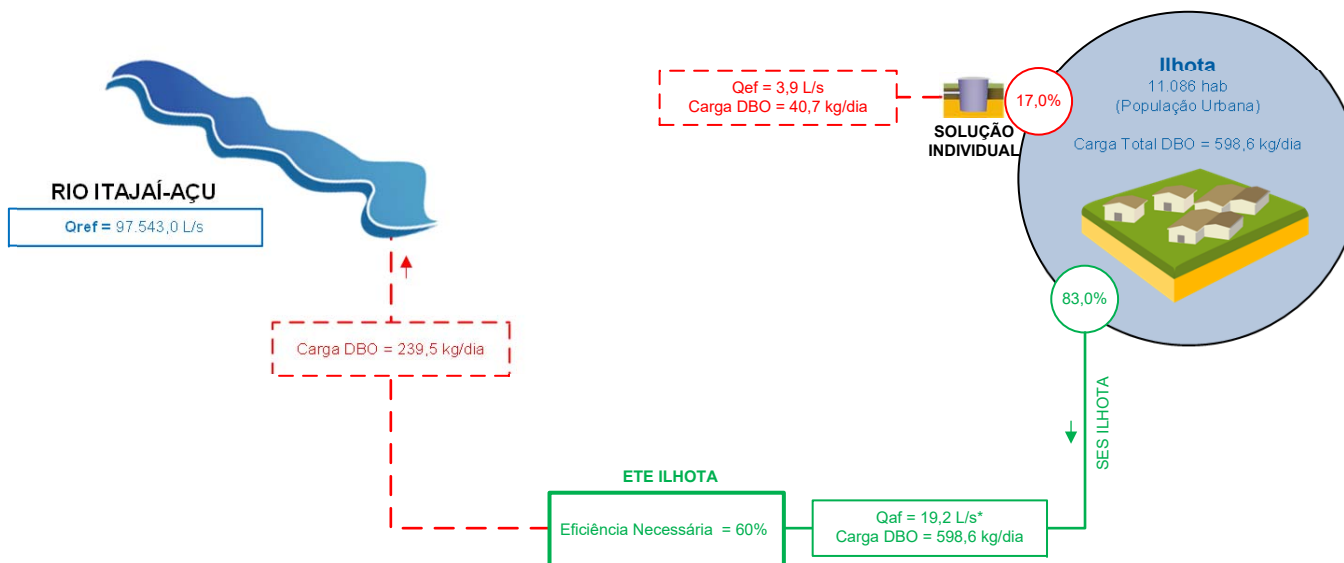 Ilhota
11.086 hab
(População Urbana)
Carga Total DBO = 598,6 kg/dia
17,0%
SOLUÇÃO
INDIVIDUAL
Qef = 3,9 L/s
Carga DBO = 40,7 kg/dia
RIO ITAJAÍ-AÇU
Qref = 97.543,0 L/s
83,0%
Carga DBO = 239,5 kg/dia
SES ILHOTA
ETE ILHOTA
Eficiência Necessária = 60%
Qaf = 19,2 L/s*
Carga DBO = 598,6 kg/dia